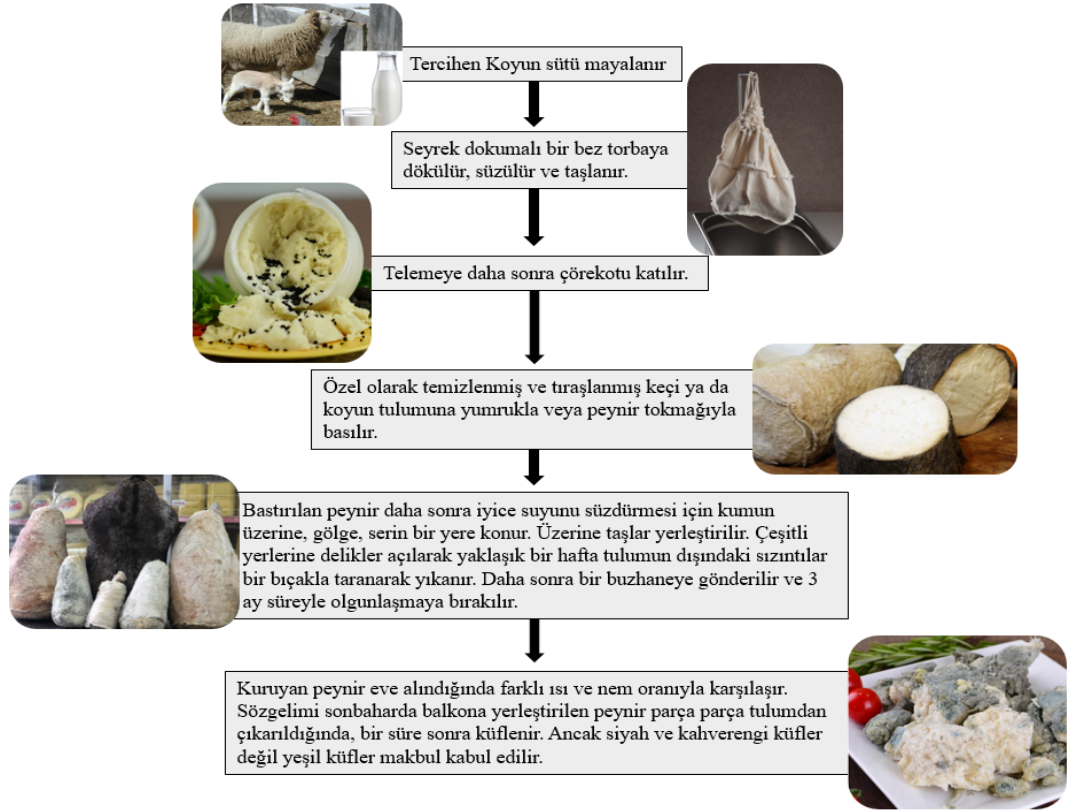 Tercihen Koyun sütü mayalanır
Seyrek dokumalı bir bez torbaya
dökülür, süzülür ve taşlanır.
Telemeye daha sonra çörekotu katılır.
Özel olarak temizlenmiş ve tıraşlanmış keçi ya da
koyun tulumuna yumrukla veya peynir tokmağıyla
basılır.
Bastırılan peynir daha sonra iyice suyunu süzdürmesi için kumun
üzerine, gölge, serin bir yere konur. Üzerine taşlar yerleştirilir. Çeşitli
yerlerine delikler açılarak yaklaşık bir hafta tulumun dışındaki sızıntılar
bir bıçakla taranarak yıkanır. Daha sonra bir buzhaneye gönderilir ve 3
ay süreyle olgunlaşmaya bırakılır.
Kuruyan peynir eve alındığında farklı ısı ve nem oranıyla karşılaşır.
Sözgelimi sonbaharda balkona yerleştirilen peynir parça parça tulumdan
çıkarıldığında, bir süre sonra küflenir. Ancak siyah ve kahverengi küfler
değil yeşil küfler makbul kabul edilir.